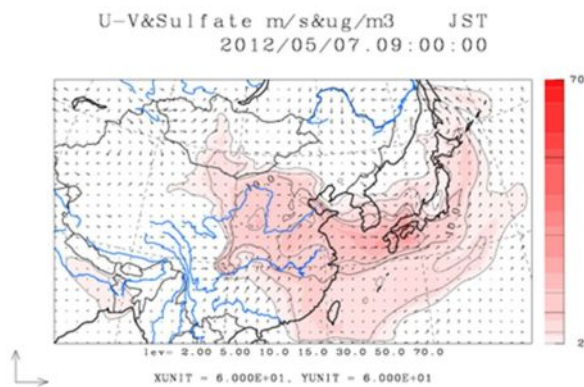 U-V&Sulfate m/s&ug/m3 JST
2012/05/07.09:00:00
70
2
lev= 2.00 5.00 10.0 15.0 30.0 50.0 70.0
XUNIT = 6.000E+01, YUNIT = 6.000E+01